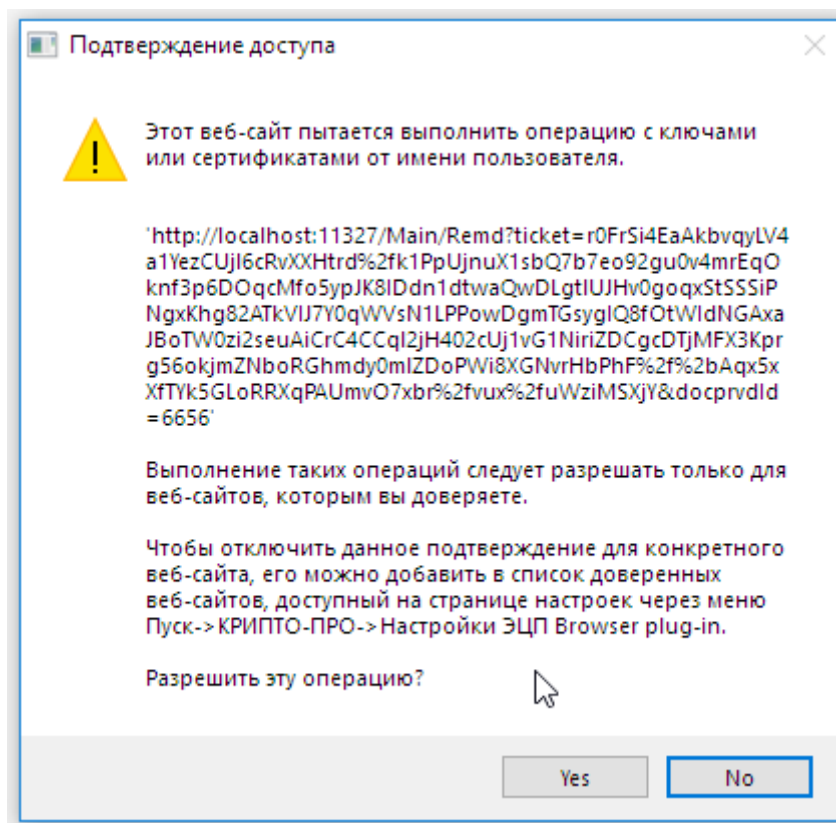 Подтверждение доступа
Этот веб-сайт пытается выполнить операцию с ключами
или сертификатами от имени пользователя.
'http://localhost:11327/Main/Remd?ticket=r0FrSi4EaAkbvqyLV4
a1YezCUjI6cRvXXHtrd%2fk1PpUjnuX1sbQ7b7eo92gu0v4mrEqO
knf3p6DOqcMfo5ypJK8IDdn1dtwaQwDLgtIUJHv0goqxStSSSiP
NgxKhg82ATkVIJ7Y0qWVsN1LPPowDgmTGsyglQ8fOtWIdNGAxa
JBoTW0zi2seuAiCrC4CCqI2jH402cUj1vG1NiriZDCgcDTjMFX3Kpr
g56okjmZNboRGhmdy0mIZDoPWi8XGNvrHbPhF%2f%2bAqx5x
XfTYk5GLoRRXqPAUmvO7xbr%2fvux%2fuWziMSXjY&docprvdId
=6656'
Выполнение таких операций следует разрешать только для
веб-сайтов, которым вы доверяете.
Чтобы отключить данное подтверждение для конкретного
веб-сайта, его можно добавить в список доверенных
веб-сайтов, доступный на странице настроек через меню
Пуск->КРИПТО-ПРО->Настройки ЭЦП Browser plug-in.
Разрешить эту операцию?
Yes
No